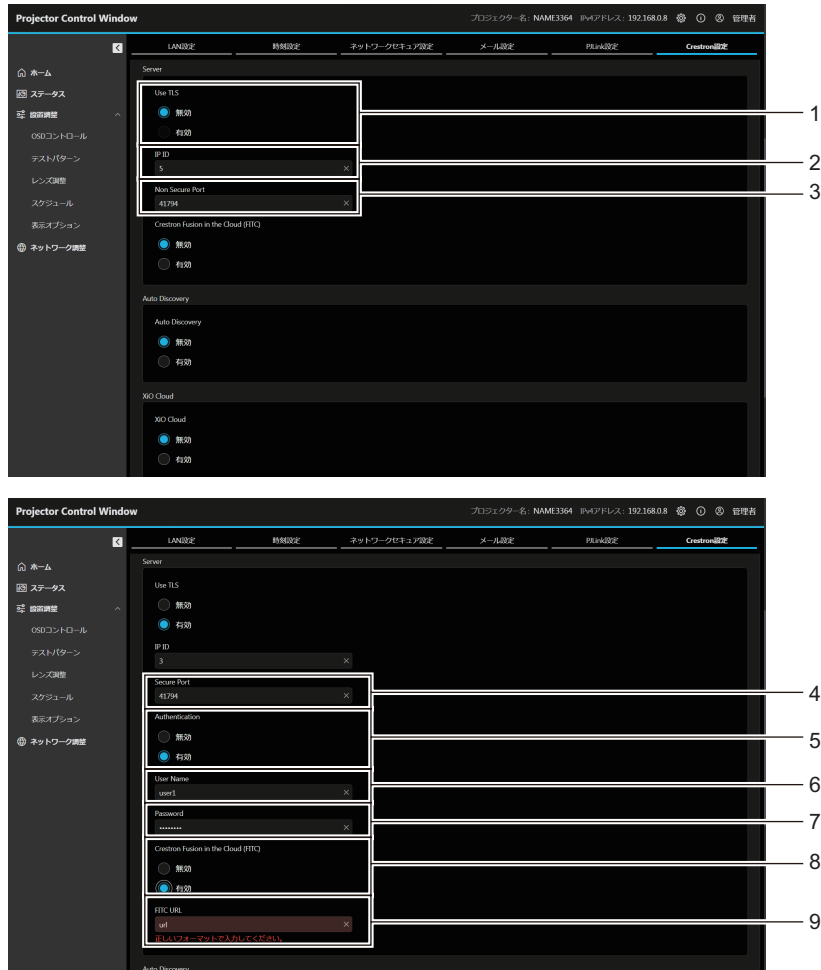 Projector Control Window
プロジェクター名: NAME3364 IPv4アドレス: 192.168.0.8 管理者
LAN設定 時刻設定 ネットワークセキュア設定 メール設定 PJLink設定 Crestron設定
ホーム
ステータス
設置調整
OSDコントロール
テストパターン
レンズ調整
スケジュール
表示オプション
ネットワーク調整
Server
Use TLS
無効
有効
1
IP ID
5
2
Non Secure Port
41794
3
Crestron Fusion in the Cloud (FITC)
無効
有効
Auto Discovery
Auto Discovery
無効
有効
XiO Cloud
XiO Cloud
無効
有効
Projector Control Window
プロジェクター名: NAME3364 IPv4アドレス: 192.168.0.8 管理者
LAN設定 時刻設定 ネットワークセキュア設定 メール設定 PJLink設定 Crestron設定
ホーム
ステータス
設置調整
OSDコントロール
テストパターン
レンズ調整
スケジュール
表示オプション
ネットワーク調整
Server
Use TLS
無効
有効
IP ID
3
Secure Port
41794
4
Authentication
無効
有効
5
User Name
user1
6
Password
••••••••
7
Crestron Fusion in the Cloud (FITC)
無効
有効
8
FITC URL
url
正しいフォーマットで入力してください。
9
Auto Discovery